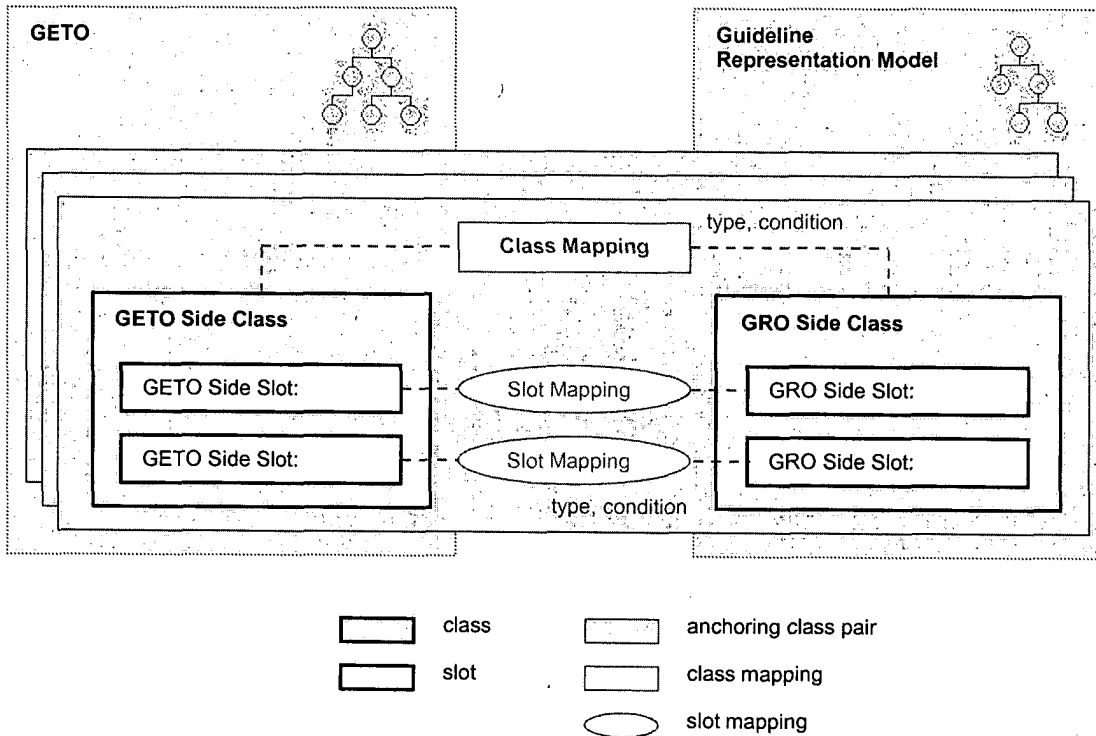 GETO
Guideline
Representation Model
type, condition
Class Mapping
GETO Side Class
GRO Side Class
GETO Side Slot:
Slot Mapping
GRO Side Slot:
GETO Side Slot:
Slot Mapping
GRO Side Slot:
type, condition
class
anchoring class pair
slot
class mapping
slot mapping